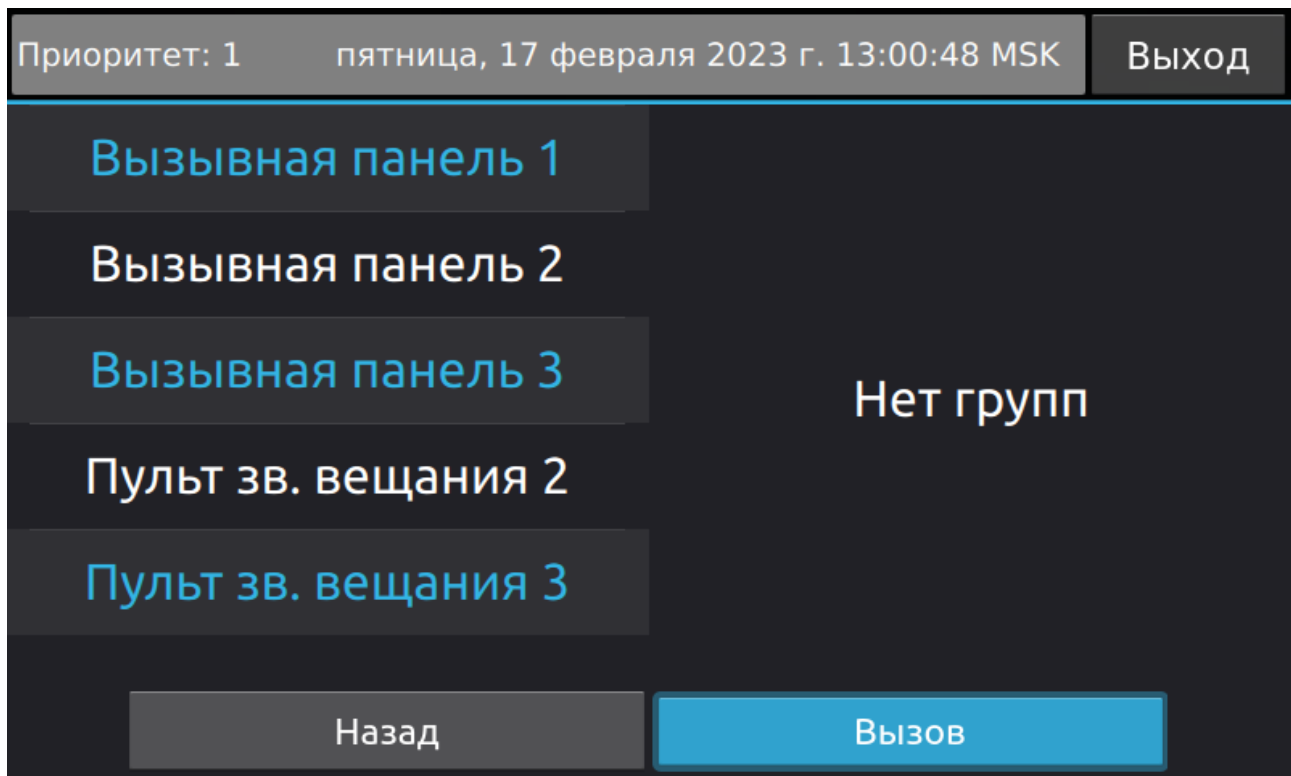 Приоритет: 1 пятница, 17 февраля 2023 г. 13:00:48 MSK Выход
Вызывная панель 1
Вызывная панель 2
Вызывная панель 3
Пульт зв. вещания 2
Пульт зв. вещания 3
Нет групп
Назад Вызов